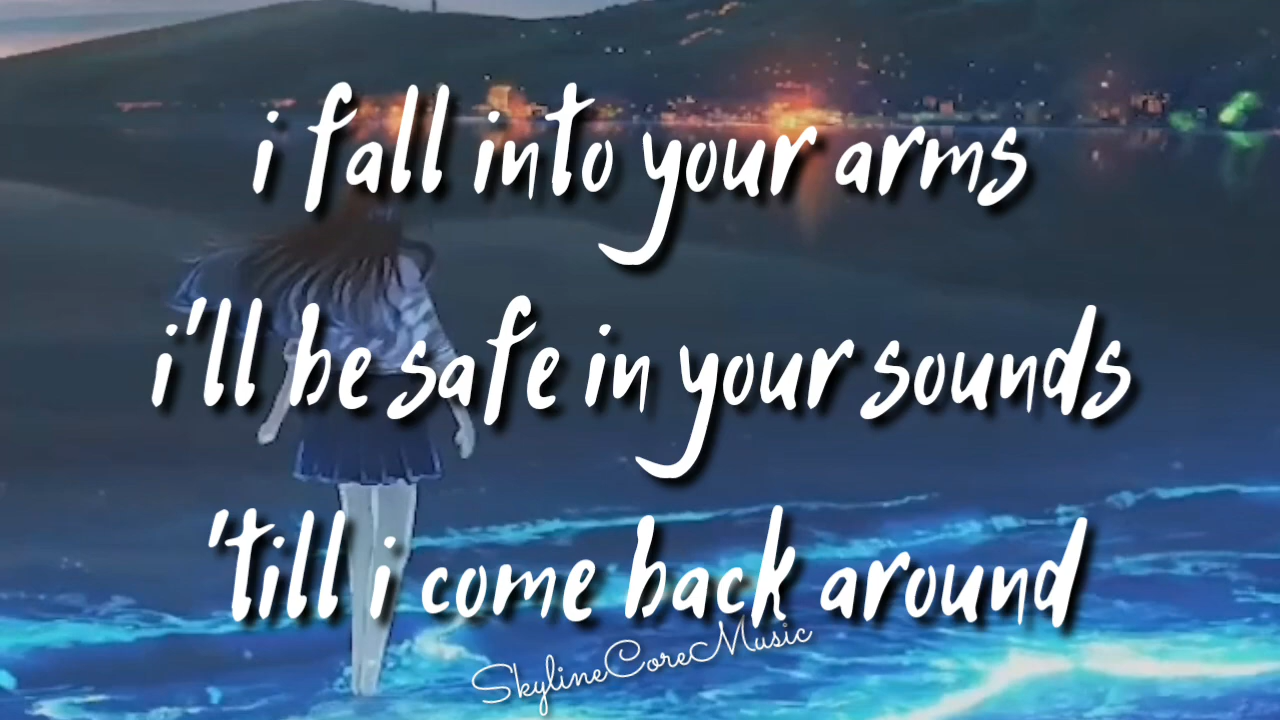 i fall into your arms
i'll be safe in your sounds
'till i come back around
SkylineCoreMusic